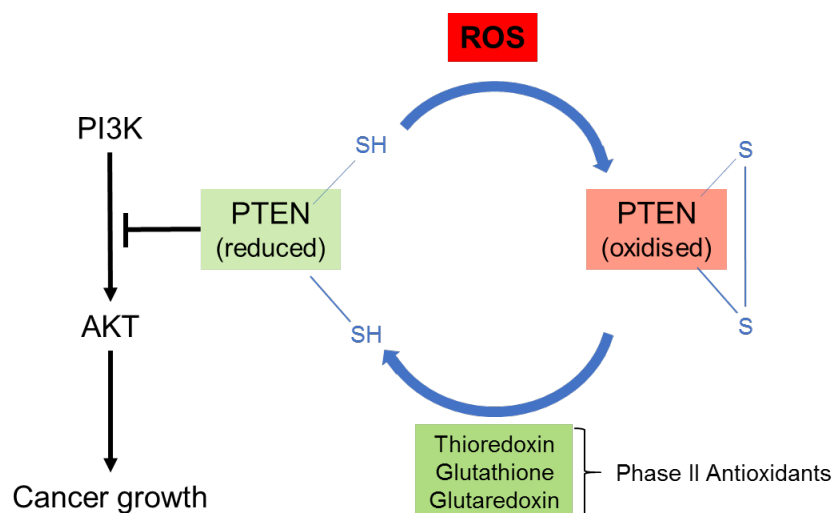 ROS
PI3K
SH
S
PTEN
(reduced)
PTEN
(oxidised)
AKT
SH
S
Thioredoxin
Glutathione
Glutaredoxin
Phase II Antioxidants
Cancer growth